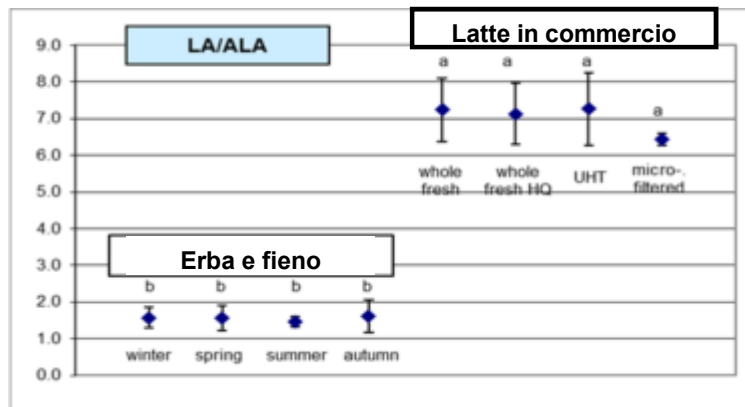 Latte in commercio
LA/ALA
9.0
8.0
7.0
6.0
5.0
4.0
3.0
2.0
1.0
0.0
a a a a
whole fresh
whole fresh HQ
UHT
micro-.
filtered
Erba e fieno
b b b b
winter spring summer autumn